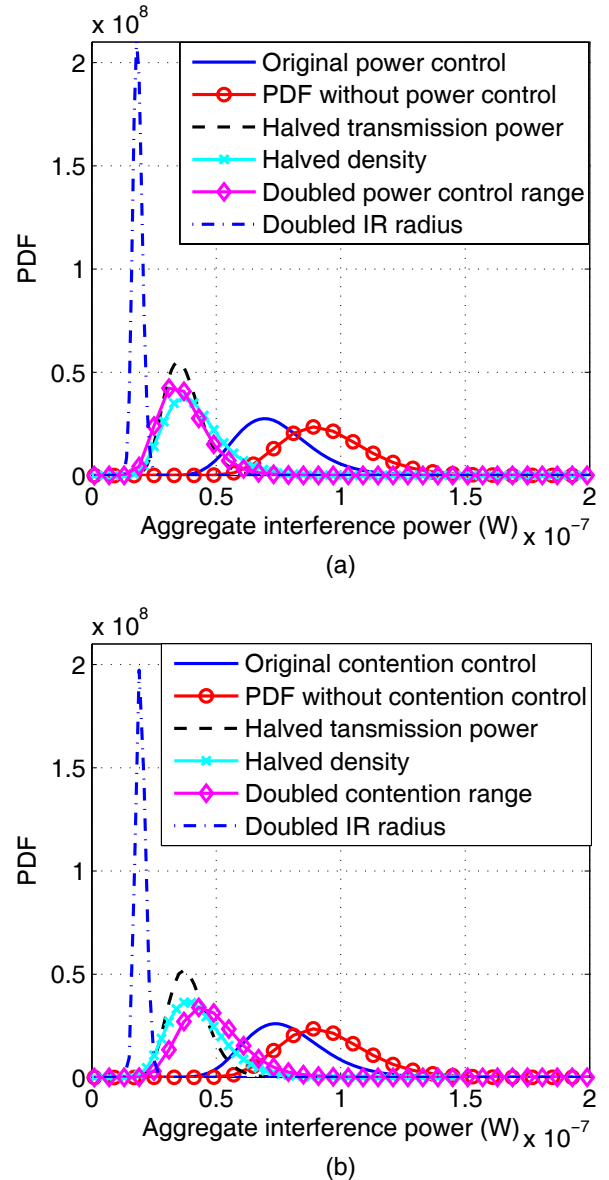 x 10^8
2
1.5
1
0.5
0
PDF
Original power control
PDF without power control
Halved transmission power
Halved density
Doubled power control range
Doubled IR radius
0 0.5 1 1.5 2
Aggregate interference power (W) x 10^-7
(a)
x 10^8
2
1.5
1
0.5
0
PDF
Original contention control
PDF without contention control
Halved tansmission power
Halved density
Doubled contention range
Doubled IR radius
0 0.5 1 1.5 2
Aggregate interference power (W) x 10^-7
(b)